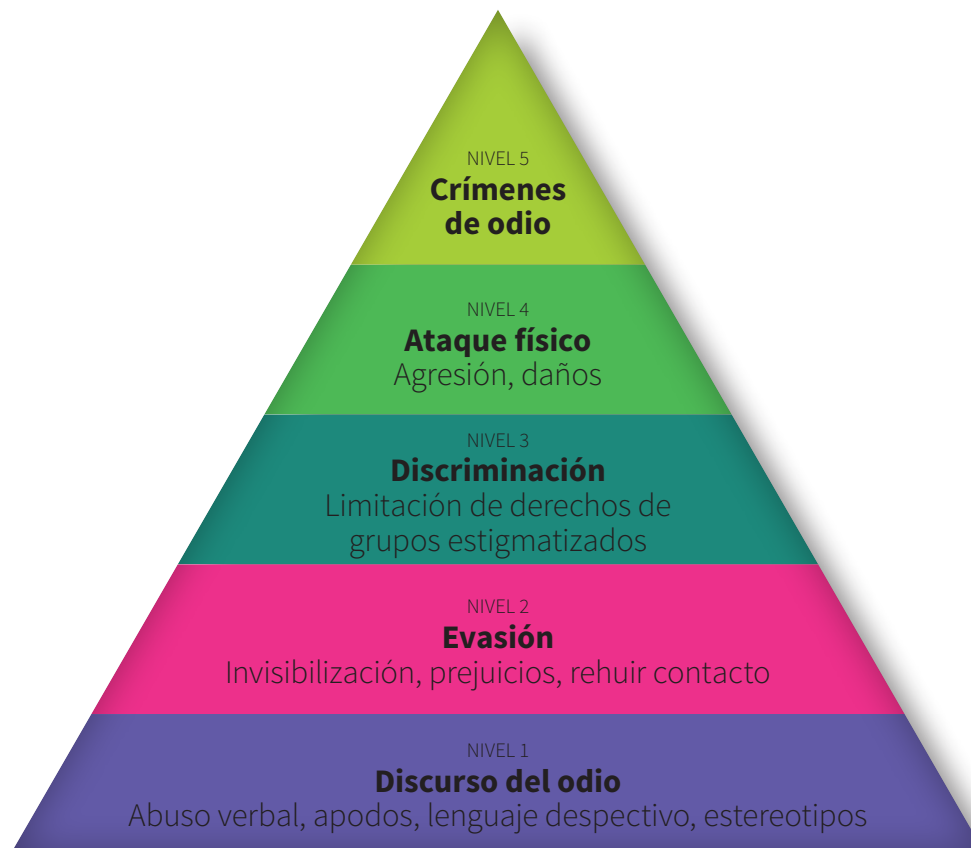 NIVEL 5
Crímenes
de odio
NIVEL 4
Ataque físico
Agresión, daños
NIVEL 3
Discriminación
Limitación de derechos de
grupos estigmatizados
NIVEL 2
Evasión
Invisibilización, prejuicios, rehuir contacto
NIVEL 1
Discurso del odio
Abuso verbal, apodos, lenguaje despectivo, estereotipos